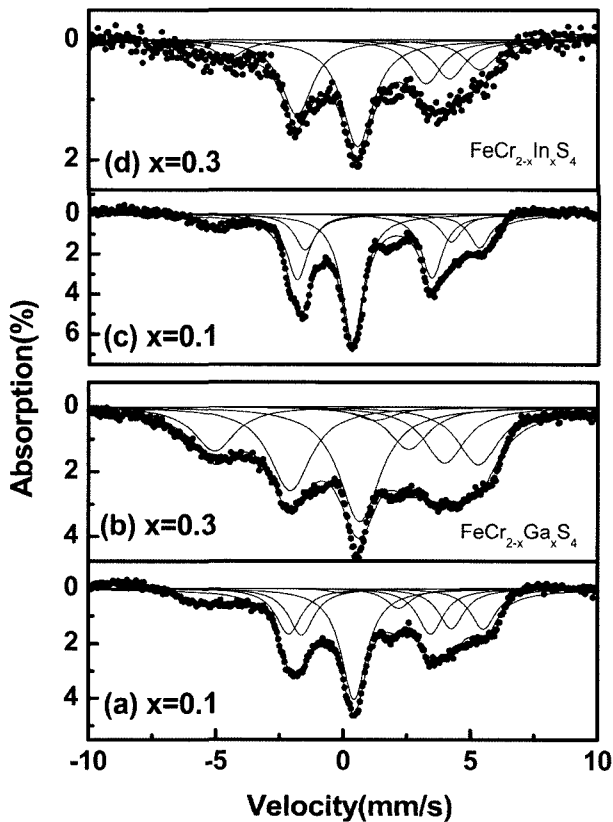 0
2
(d) x=0.3
FeCr2-xInxS4
0
2
4
6
(c) x=0.1
Absorption(%)
0
2
4
(b) x=0.3
FeCr2-xGaxS4
0
2
4
(a) x=0.1
-10 -5 0 5 10
Velocity(mm/s)